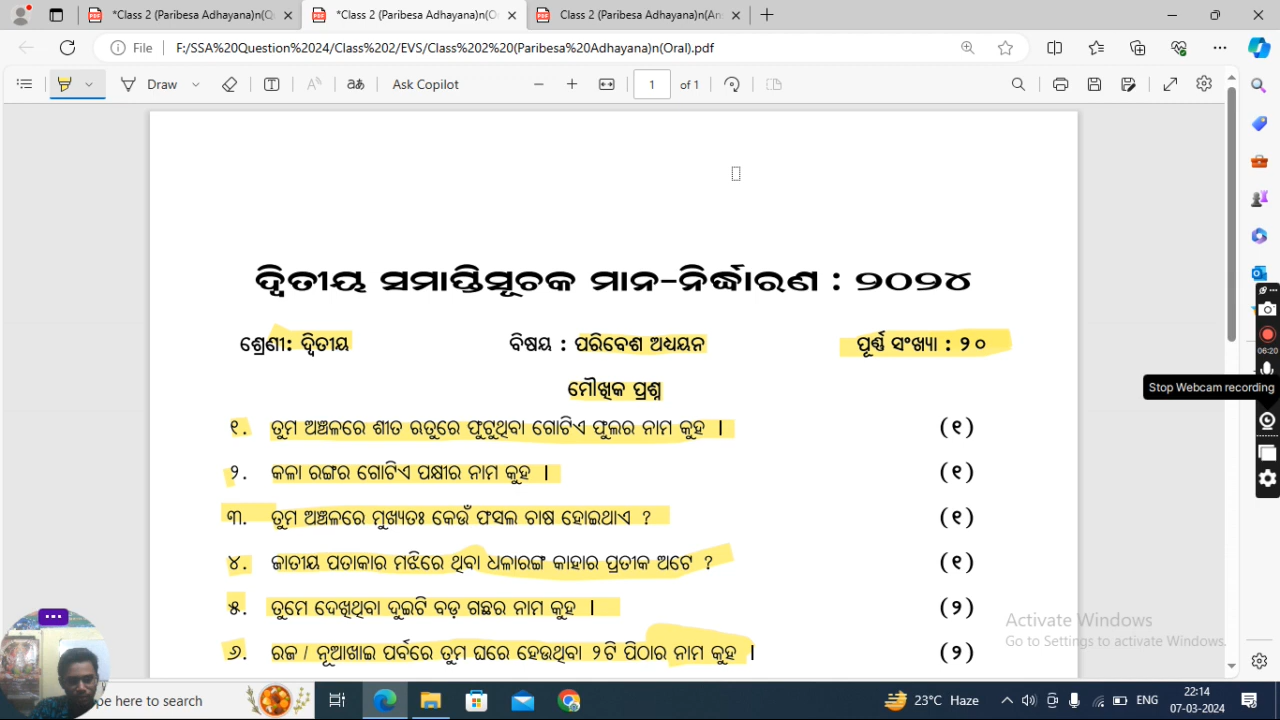 *Class 2 (Paribesa Adhayana)n(Q
*Class 2 (Paribesa Adhayana)n(O
Class 2 (Paribesa Adhayana)n(An
File
F:/SSA%20Question%2024/Class%202/EVS/Class%202%20(Paribesa%20Adhayana)n(Oral).pdf
Draw
Ask Copilot
1 of 1
ଦ୍ୱିତୀୟ ସମାପ୍ତିସୂଚକ ମାନ-ନିର୍ଦ୍ଧାରଣ : ୨୦୨୪
ଶ୍ରେଣୀ: ଦ୍ୱିତୀୟ ବିଷୟ : ପରିବେଶ ଅଧ୍ୟୟନ ପୂର୍ଣ୍ଣ ସଂଖ୍ୟା : ୨୦
ମୌଖିକ ପ୍ରଶ୍ନ
୧. ତୁମ ଅଞ୍ଚଳରେ ଶୀତ ଋତୁରେ ଫୁଟୁଥିବା ଗୋଟିଏ ଫୁଲର ନାମ କୁହ । (୧)
୨. କଳା ରଙ୍ଗର ଗୋଟିଏ ପକ୍ଷୀର ନାମ କୁହ । (୧)
୩. ତୁମ ଅଞ୍ଚଳରେ ମୁଖ୍ୟତଃ କେଉଁ ଫସଲ ଚାଷ ହୋଇଥାଏ ? (୧)
୪. ଜାତୀୟ ପତାକାର ମଝିରେ ଥିବା ଧଳାରଙ୍ଗ କାହାର ପ୍ରତୀକ ଅଟେ ? (୧)
୫. ତୁମେ ଦେଖିଥିବା ଦୁଇଟି ବଡ଼ ଗଛର ନାମ କୁହ । (୨)
୬. ରଜ / ନୂଆଖାଇ ପର୍ବରେ ତୁମ ଘରେ ହେଉଥିବା ୨ଟି ପିଠାର ନାମ କୁହ । (୨)
06:20
Stop Webcam recording
Activate Windows
Go to Settings to activate Windows.
pe here to search
23°C Haze
ENG
22:14
07-03-2024